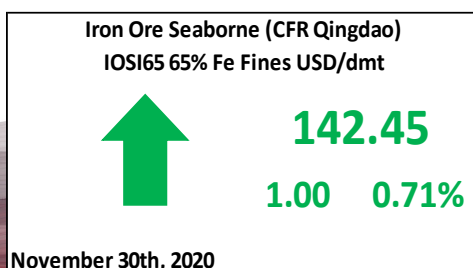 Iron Ore Seaborne (CFR Qingdao)
IOSI65 65% Fe Fines USD/dmt
142.45
1.00 0.71%
November 30th, 2020